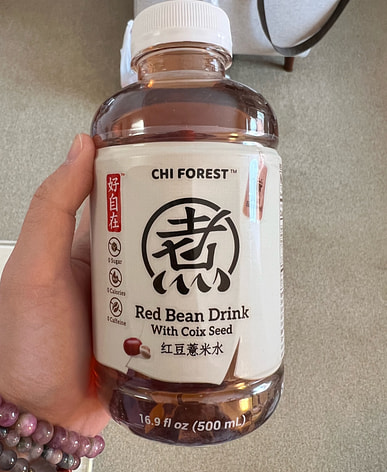 CHI FOREST™
好自在
煮
0 Sugar
0 Calories
0 Caffeine
Red Bean Drink
With Coix Seed
红豆薏米水
16.9 fl oz (500 mL)